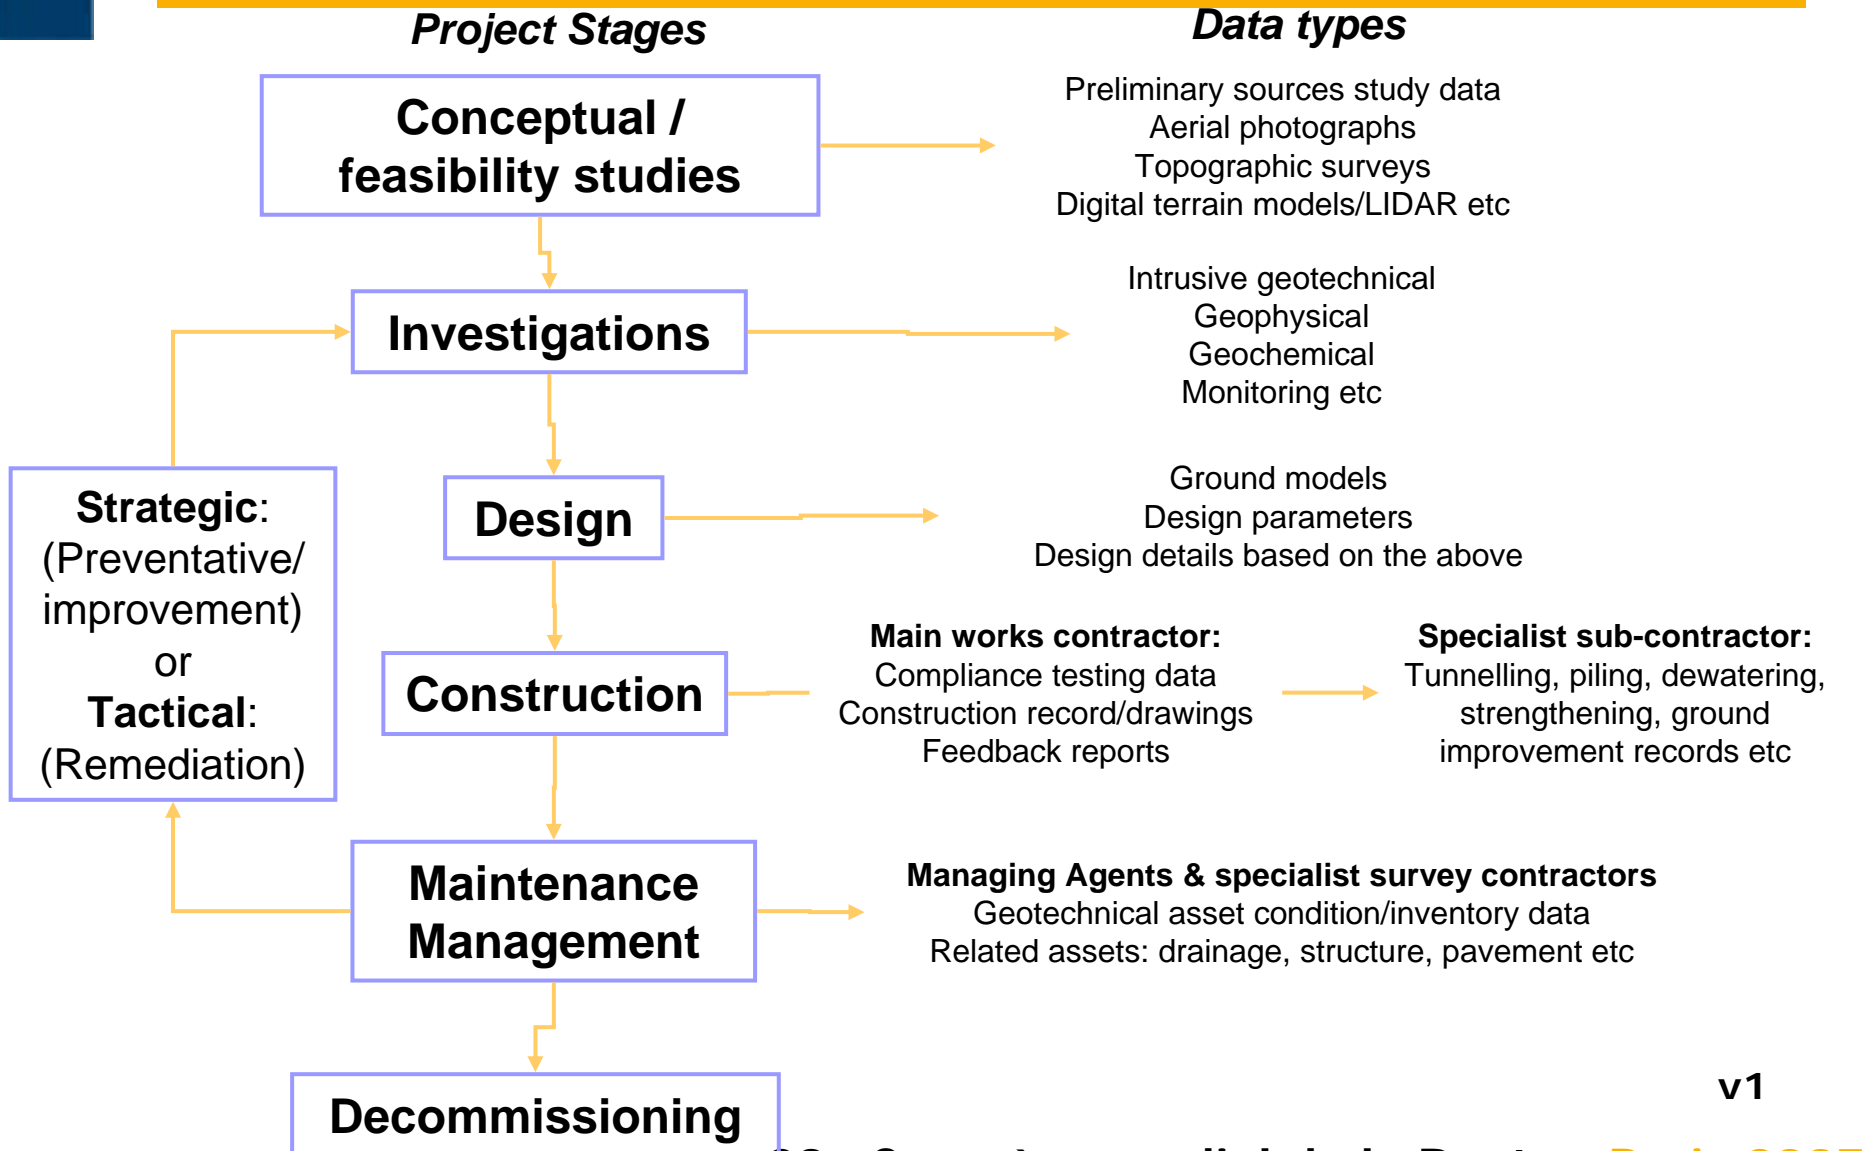 Project Stages
Data types
Conceptual /
feasibility studies
Preliminary sources study data
Aerial photographs
Topographic surveys
Digital terrain models/LIDAR etc
Investigations
Intrusive geotechnical
Geophysical
Geochemical
Monitoring etc
Strategic:
(Preventative/
improvement)
or
Tactical:
(Remediation)
Design
Ground models
Design parameters
Design details based on the above
Construction
Main works contractor:
Compliance testing data
Construction record/drawings
Feedback reports
Specialist sub-contractor:
Tunnelling, piling, dewatering,
strengthening, ground
improvement records etc
Maintenance
Management
Managing Agents & specialist survey contractors
Geotechnical asset condition/inventory data
Related assets: drainage, structure, pavement etc
Decommissioning
v1